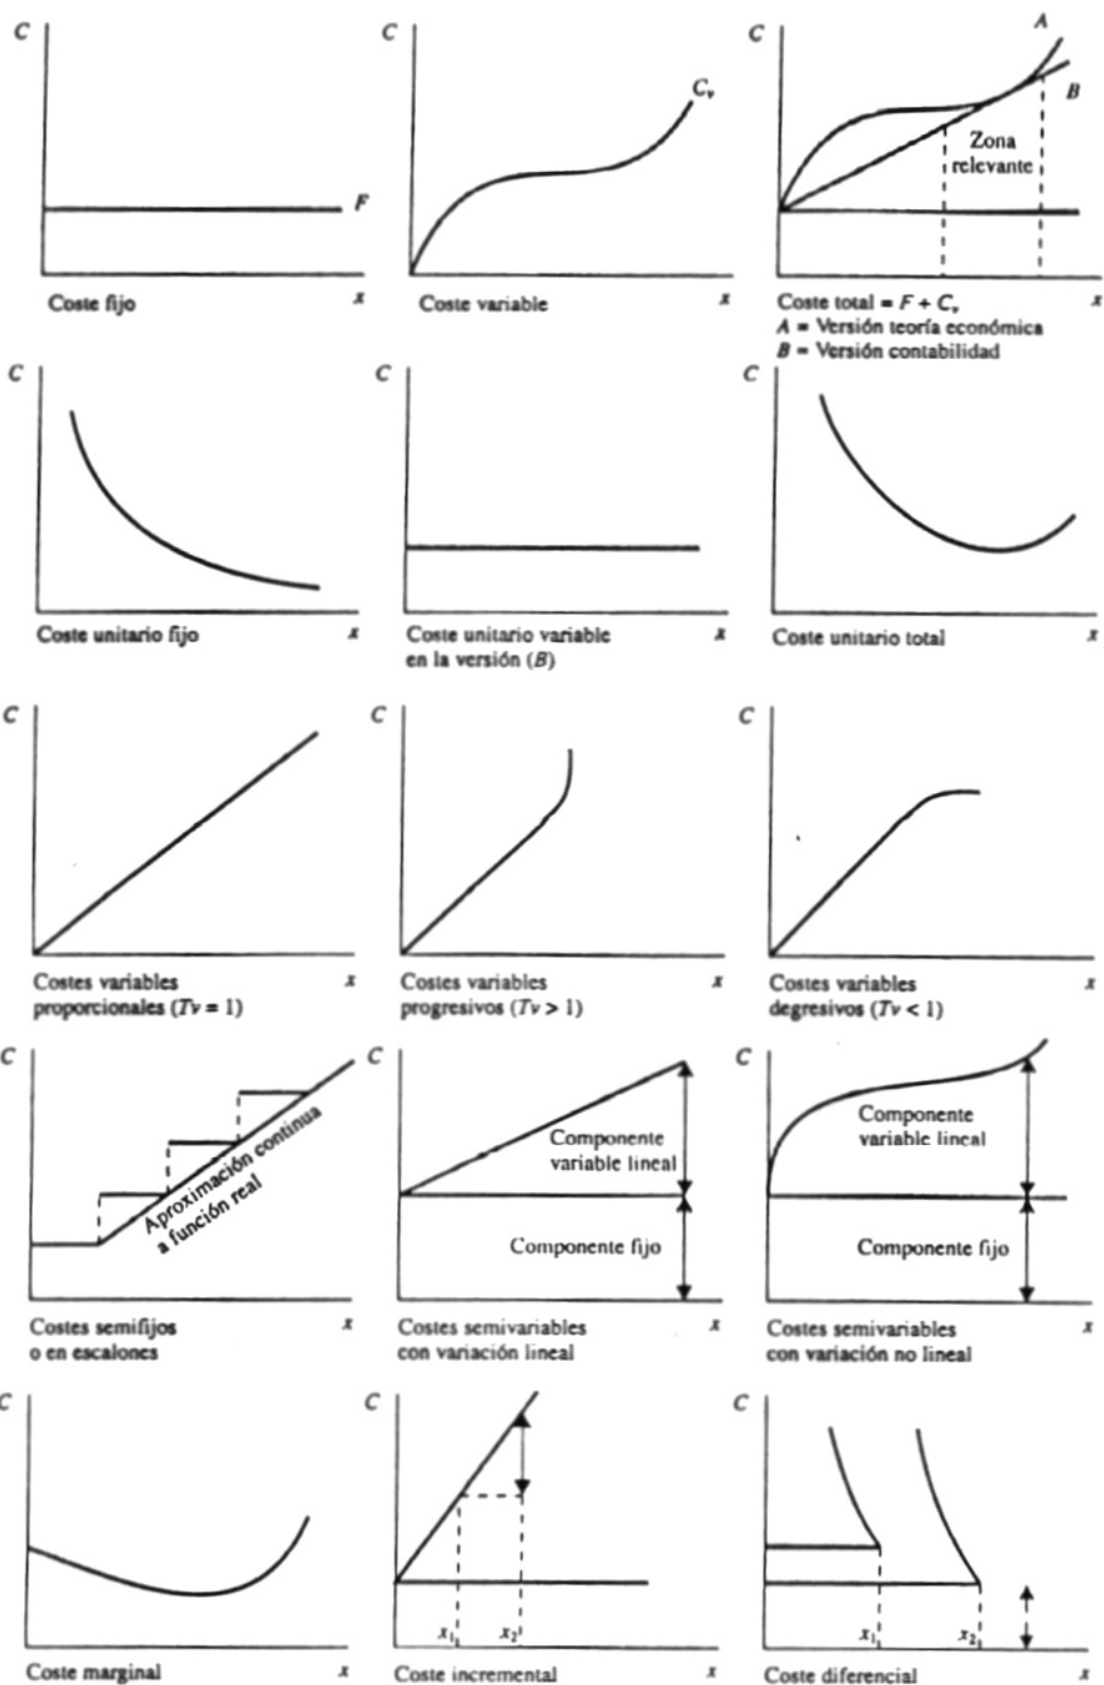 C
F
Coste fijo
x
C
Cv
Coste variable
x
C
A
B
Zona
relevante
x
Coste total = F + Cv
A = Versión teoría económica
B = Versión contabilidad
C
Coste unitario fijo
x
C
Coste unitario variable
en la versión (B)
x
C
Coste unitario total
x
C
Costes variables
proporcionales (Tv = 1)
x
C
Costes variables
progresivos (Tv > 1)
x
C
Costes variables
degresivos (Tv < 1)
x
C
Aproximación continua
a función real
Costes semifijos
o en escalones
x
C
Componente
variable lineal
Componente fijo
Costes semivariables
con variación lineal
x
C
Componente
variable lineal
Componente fijo
Costes semivariables
con variación no lineal
x
C
Coste marginal
x
C
x1
x2
Coste incremental
x
C
x1
x2
Coste diferencial
x